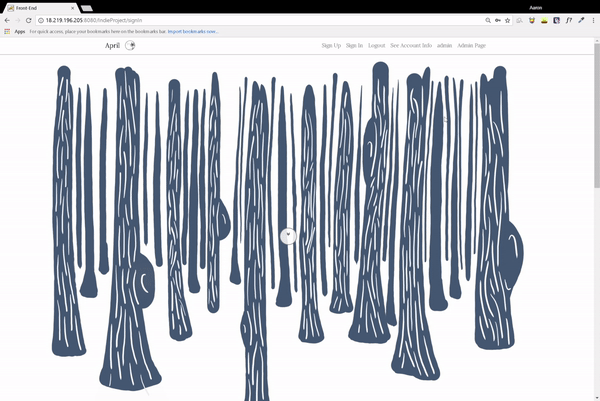 Front-End
Aaron
18.219.196.205:8080/IndieProject/signIn
Apps For quick access, place your bookmarks here on the bookmarks bar. Import bookmarks now...
April Sign Up Sign In Logout See Account Info admin Admin Page